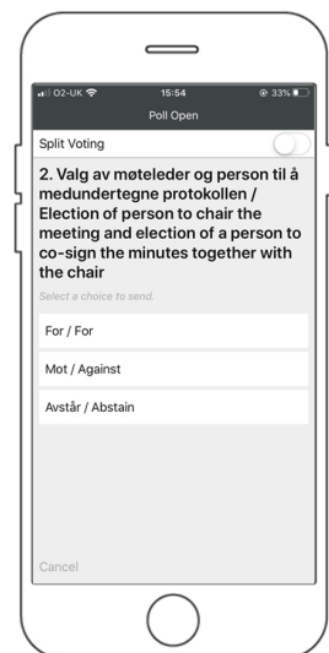 O2-UK 15:54 33%
Poll Open
Split Voting
2. Valg av møteleder og person til å
medundertegne protokollen /
Election of person to chair the
meeting and election of a person to
co-sign the minutes together with
the chair
Select a choice to send.
For / For
Mot / Against
Avstår / Abstain
Cancel